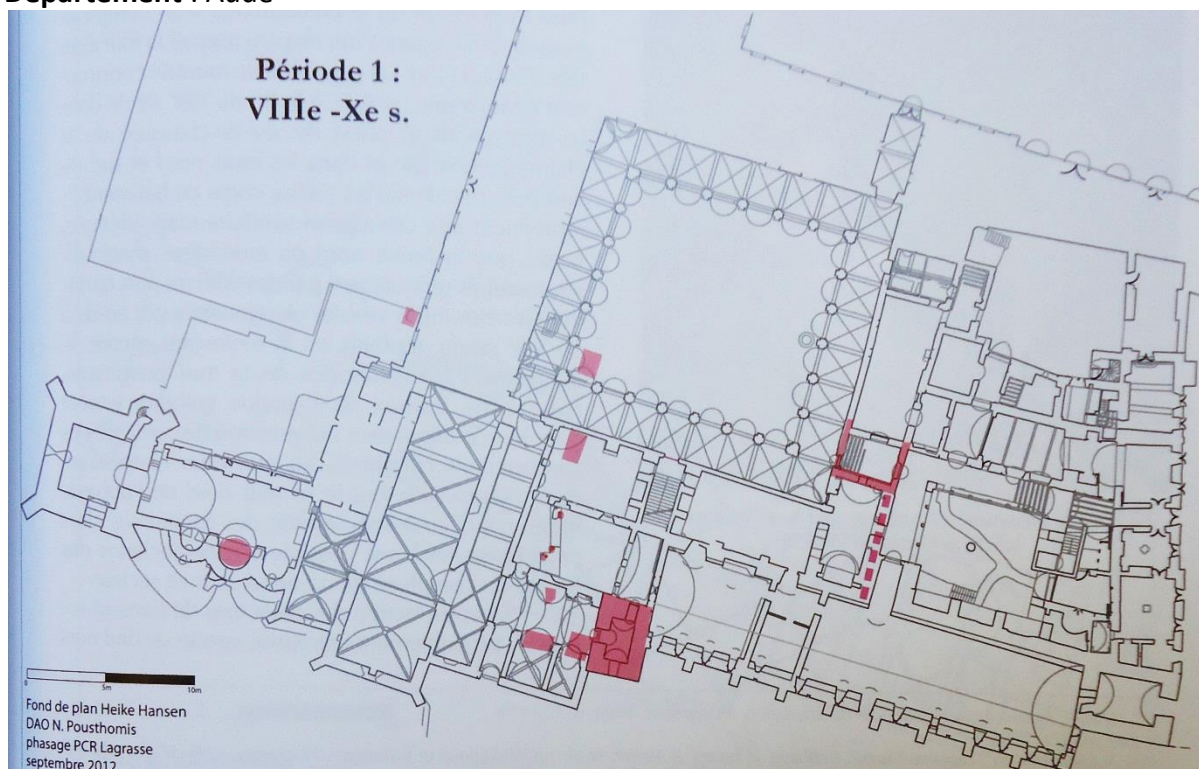 Département : Aude
Période 1 :
VIIIe -Xe s.
0 5m 10m
Fond de plan Heike Hansen
DAO N. Pousthomis
phasage PCR Lagrasse
septembre 2012